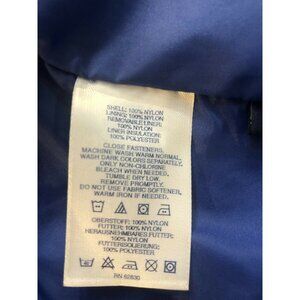 SHELL: 100% NYLON
LINING: 100% NYLON
REMOVABLE LINER:
100% NYLON
LINER INSULATION:
100% POLYESTER
CLOSE FASTENERS,
MACHINE WASH WARM NORMAL,
WASH DARK COLORS SEPARATELY,
ONLY NON-CHLORINE
BLEACH WHEN NEEDED,
TUMBLE DRY LOW,
REMOVE PROMPTLY,
DO NOT USE FABRIC SOFTENER,
WARM IRON IF NEEDED.
OBERSTOFF: 100% NYLON
FUTTER: 100% NYLON
HERAUSNEHMBARES FUTTER:
100% NYLON
FUTTERISOLIERUNG:
100% POLYESTER
RN 62830